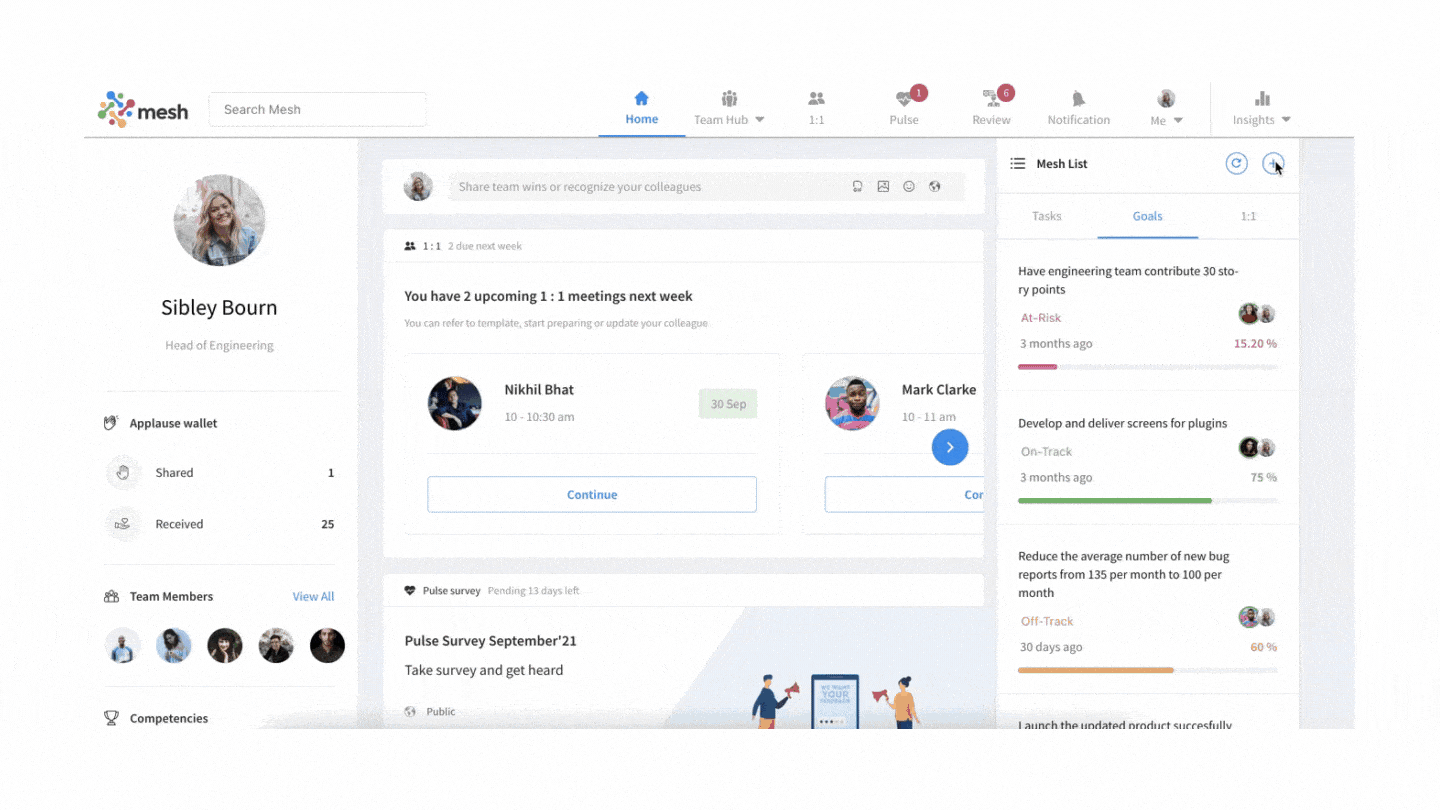 mesh
Search Mesh
Home
Team Hub
1:1
1
Pulse
6
Review
Notification
Me
Insights
Sibley Bourn
Head of Engineering
Applause wallet
Shared 1
Received 25
Team Members View All
Competencies
Share team wins or recognize your colleagues
1 : 1 2 due next week
You have 2 upcoming 1 : 1 meetings next week
You can refer to template, start preparing or update your colleague
Nikhil Bhat
10 - 10:30 am
30 Sep
Continue
Mark Clarke
10 - 11 am
Con
Pulse survey Pending 13 days left
Pulse Survey September'21
Take survey and get heard
Public
WE WANT
YOUR
FEEDBACK
Mesh List
Tasks Goals 1:1
Have engineering team contribute 30 sto-
ry points
At-Risk
3 months ago 15.20 %
Develop and deliver screens for plugins
On-Track
3 months ago 75 %
Reduce the average number of new bug
reports from 135 per month to 100 per
month
Off-Track
30 days ago 60 %
Launch the updated product succesfully